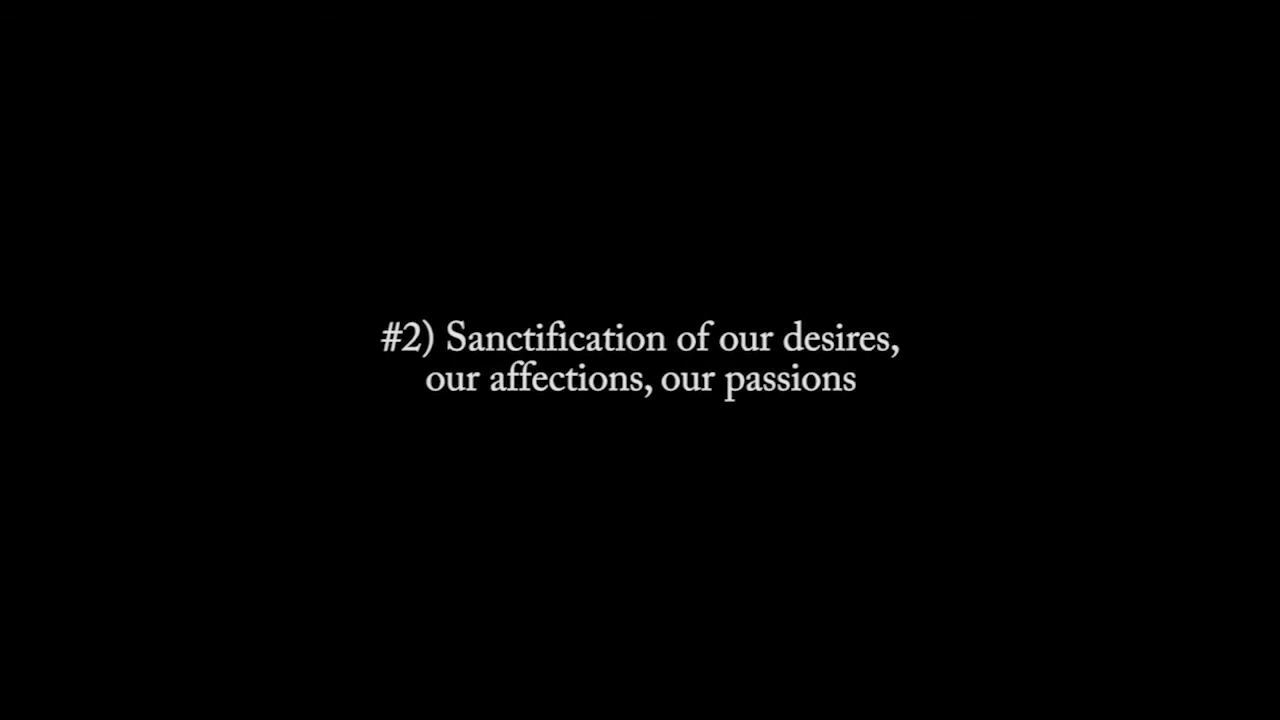 #2) Sanctification of our desires,
our affections, our passions